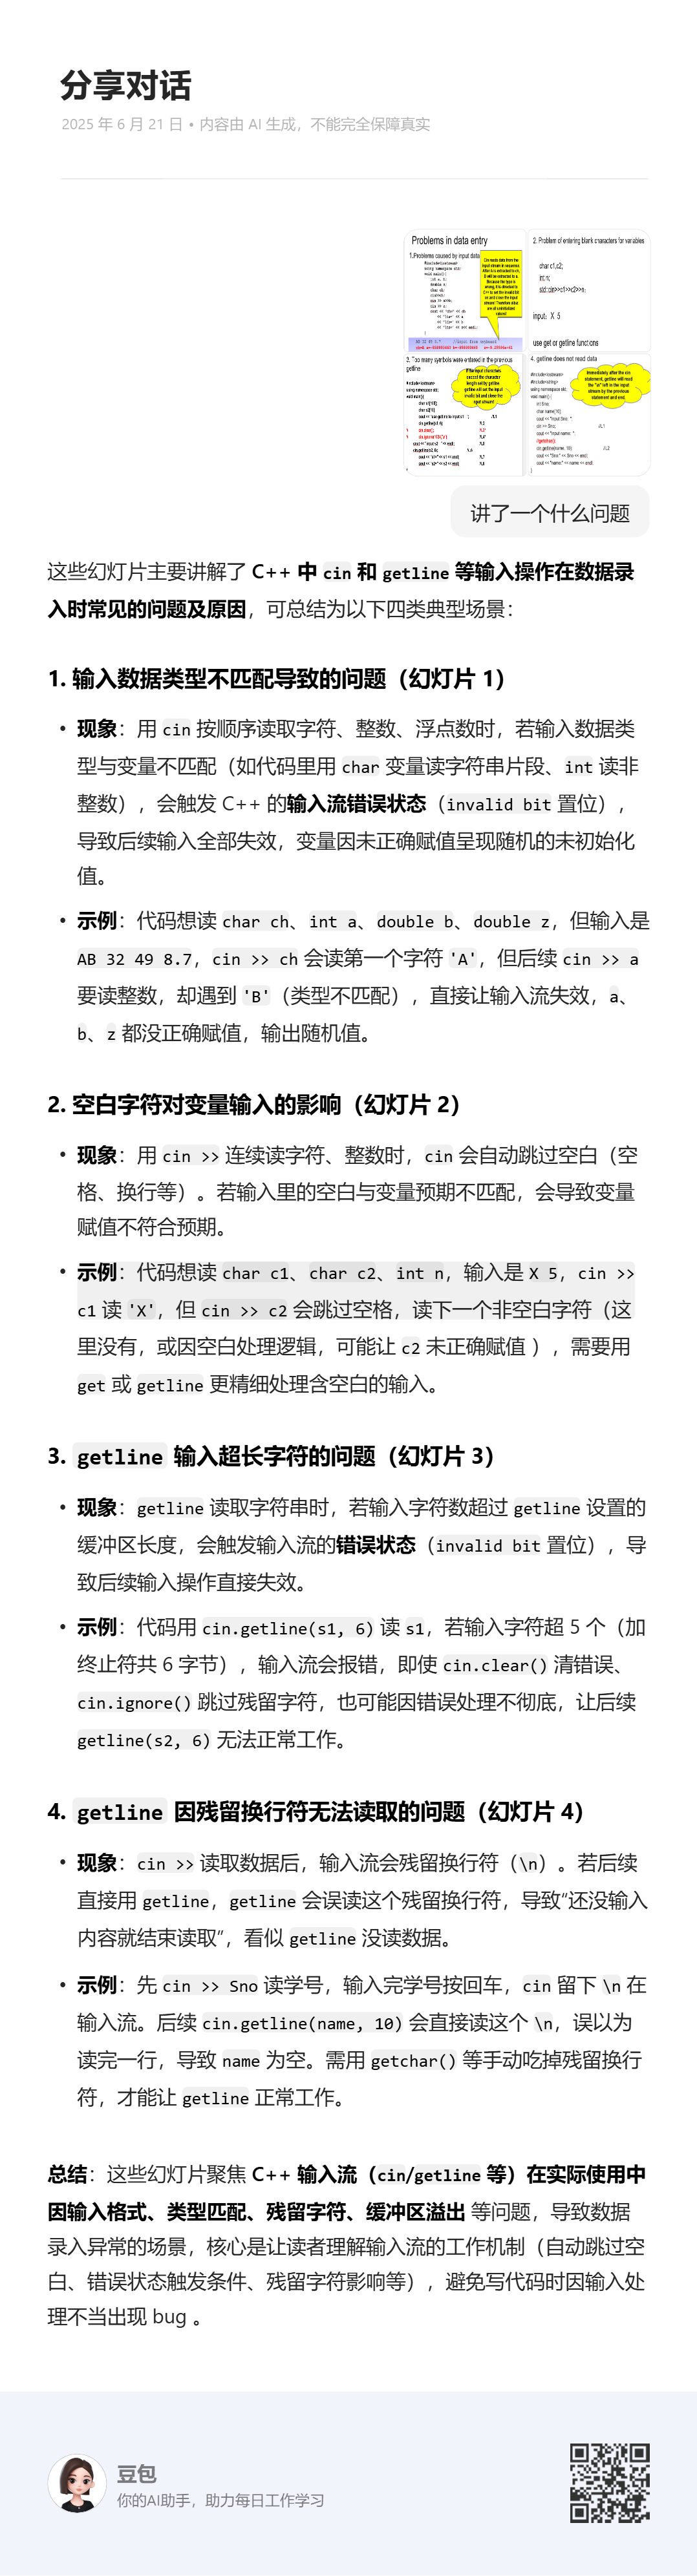 分享对话
2025 年 6 月 21 日 • 内容由 AI 生成，不能完全保障真实
Problems in data entry
1.Problems caused by input data
2. Problem of entering blank characters for variables
char c1,c2;
int n;
std::cin>>c1>>c2>>n;
input: X 5
use get or getline functions
3. Too many symbols were entered in the previous
getline
4. getline does not read data
讲了一个什么问题
这些幻灯片主要讲解了 C++ 中 cin 和 getline 等输入操作在数据录
入时常见的问题及原因，可总结为以下四类典型场景：
1. 输入数据类型不匹配导致的问题（幻灯片 1）
• 现象：用 cin 按顺序读取字符、整数、浮点数时，若输入数据类
型与变量不匹配（如代码里用 char 变量读字符串片段、int 读非
整数），会触发 C++ 的输入流错误状态（invalid bit 置位），
导致后续输入全部失效，变量因未正确赋值呈现随机的未初始化
值。
• 示例：代码想读 char ch、int a、double b、double z，但输入是
AB 32 49 8.7，cin >> ch 会读第一个字符 'A'，但后续 cin >> a
要读整数，却遇到 'B'（类型不匹配），直接让输入流失效，a、
b、z 都没正确赋值，输出随机值。
2. 空白字符对变量输入的影响（幻灯片 2）
• 现象：用 cin >> 连续读字符、整数时，cin 会自动跳过空白（空
格、换行等）。若输入里的空白与变量预期不匹配，会导致变量
赋值不符合预期。
• 示例：代码想读 char c1、char c2、int n，输入是 X 5，cin >>
c1 读 'X'，但 cin >> c2 会跳过空格，读下一个非空白字符（这
里没有，或因空白处理逻辑，可能让 c2 未正确赋值 ），需要用
get 或 getline 更精细处理含空白的输入。
3. getline 输入超长字符的问题（幻灯片 3）
• 现象：getline 读取字符串时，若输入字符数超过 getline 设置的
缓冲区长度，会触发输入流的错误状态（invalid bit 置位），导
致后续输入操作直接失效。
• 示例：代码用 cin.getline(s1, 6) 读 s1，若输入字符超 5 个（加
终止符共 6 字节），输入流会报错，即使 cin.clear() 清错误、
cin.ignore() 跳过残留字符，也可能因错误处理不彻底，让后续
getline(s2, 6) 无法正常工作。
4. getline 因残留换行符无法读取的问题（幻灯片 4）
• 现象：cin >> 读取数据后，输入流会残留换行符（\n）。若后续
直接用 getline，getline 会误读这个残留换行符，导致“还没输入
内容就结束读取”，看似 getline 没读数据。
• 示例：先 cin >> Sno 读学号，输入完学号按回车，cin 留下 \n 在
输入流。后续 cin.getline(name, 10) 会直接读这个 \n，误以为
读完一行，导致 name 为空。需用 getchar() 等手动吃掉残留换行
符，才能让 getline 正常工作。
总结：这些幻灯片聚焦 C++ 输入流（cin/getline 等）在实际使用中
因输入格式、类型匹配、残留字符、缓冲区溢出 等问题，导致数据
录入异常的场景，核心是让读者理解输入流的工作机制（自动跳过空
白、错误状态触发条件、残留字符影响等），避免写代码时因输入处
理不当出现 bug 。
豆包
你的AI助手，助力每日工作学习